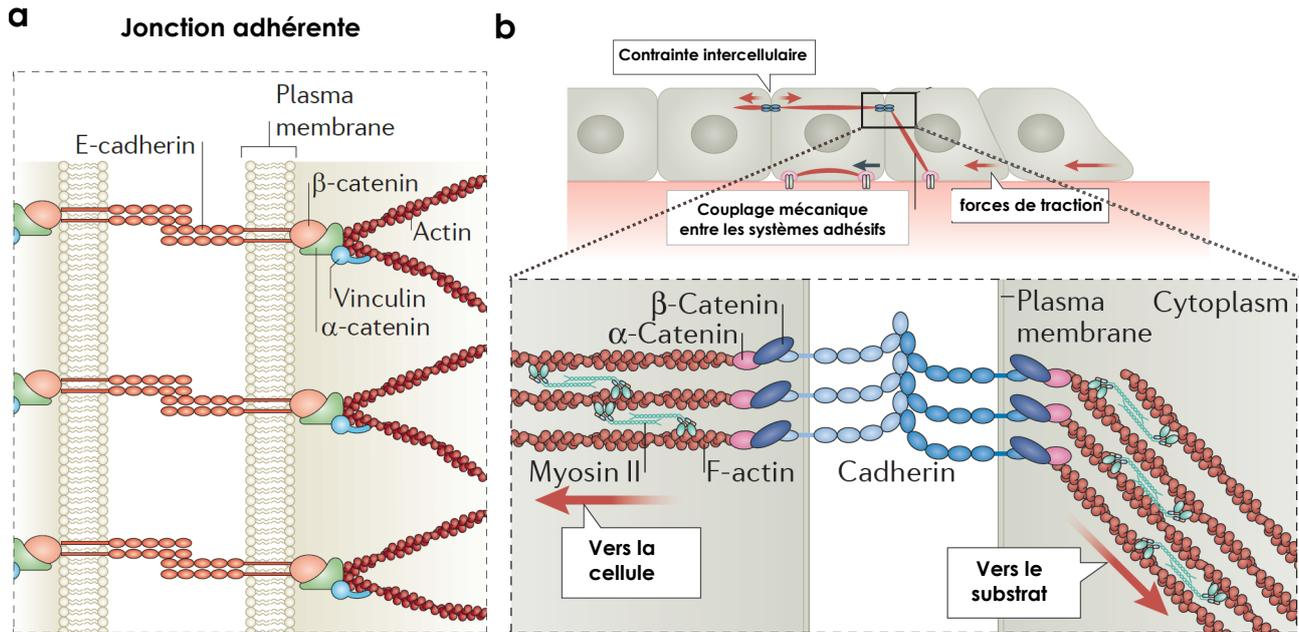 a
Jonction adhérente
Plasma
membrane
E-cadherin
β-catenin
Actin
Vinculin
α-catenin
b
Contrainte intercellulaire
Couplage mécanique
entre les systèmes adhésifs
forces de traction
β-Catenin
α-Catenin
Plasma
membrane
Cytoplasm
Myosin II
F-actin
Cadherin
Vers la
cellule
Vers le
substrat